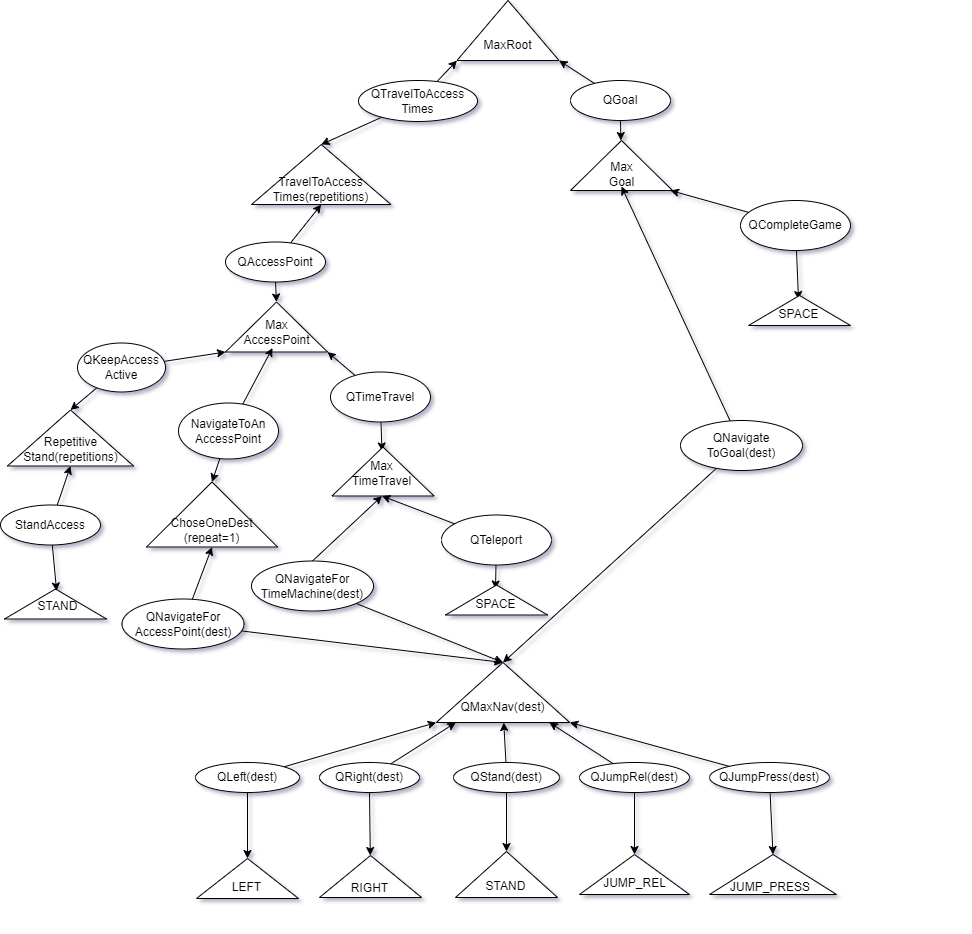 MaxRoot
QTravelToAccess
Times
QGoal
TravelToAccess
Times(repetitions)
Max
Goal
QCompleteGame
QAccessPoint
SPACE
Max
AccessPoint
QKeepAccess
Active
QTimeTravel
NavigateToAn
AccessPoint
Repetitive
Stand(repetitions)
QNavigate
ToGoal(dest)
Max
TimeTravel
StandAccess
ChoseOneDest
(repeat=1)
QTeleport
QNavigateFor
TimeMachine(dest)
STAND
SPACE
QNavigateFor
AccessPoint(dest)
QMaxNav(dest)
QLeft(dest)
QRight(dest)
QStand(dest)
QJumpRel(dest)
QJumpPress(dest)
LEFT
RIGHT
STAND
JUMP_REL
JUMP_PRESS